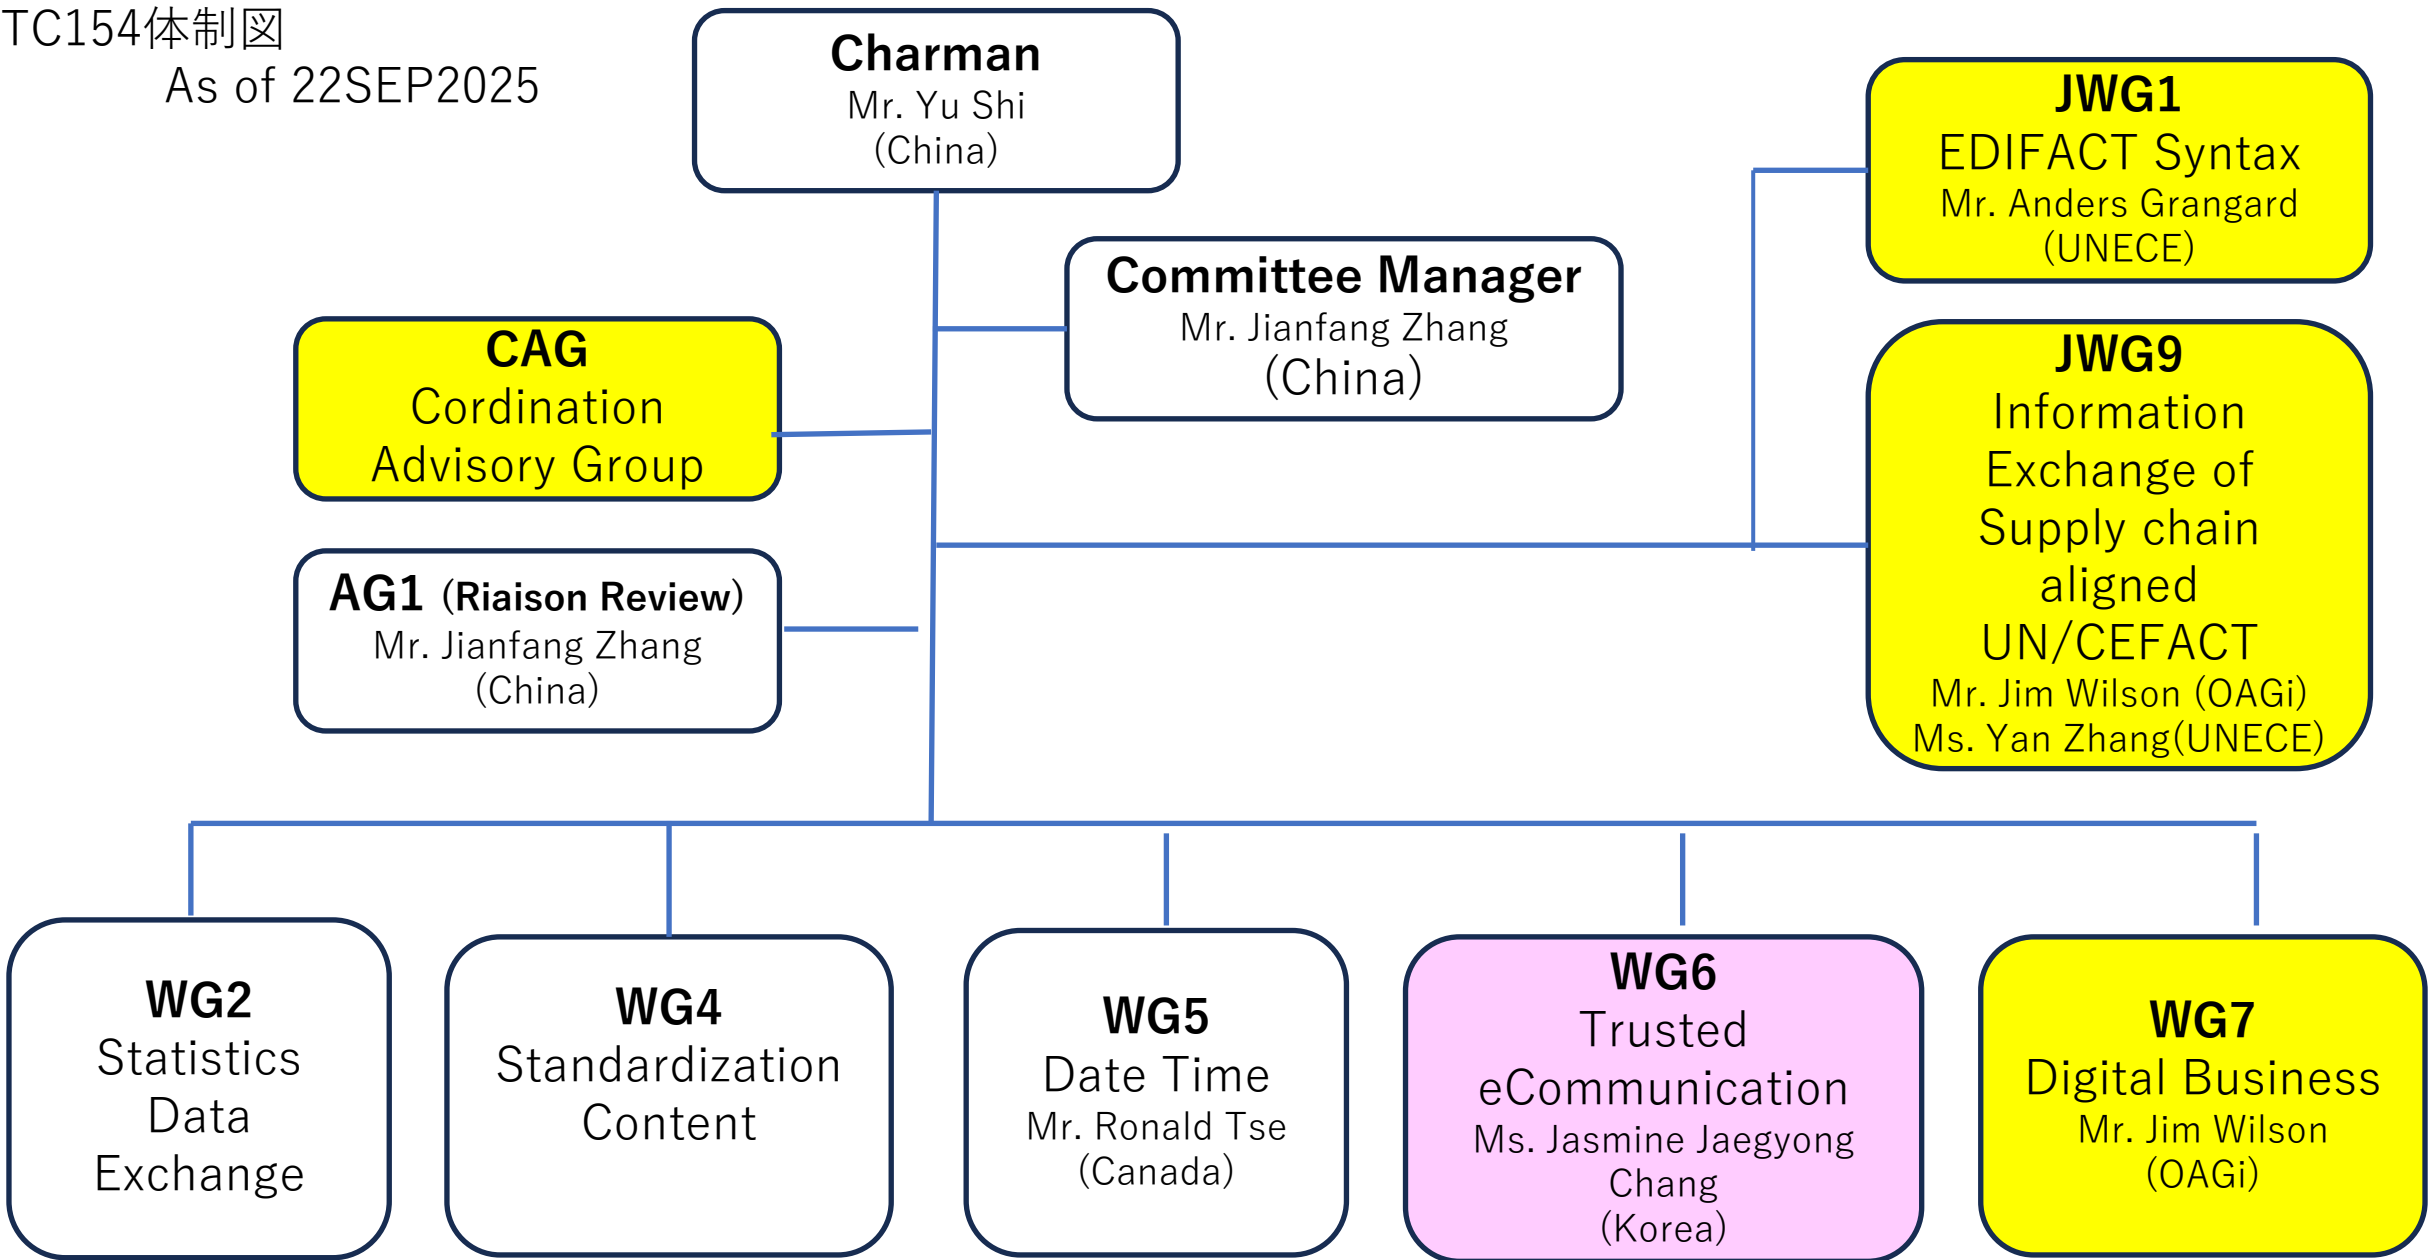 TC154体制図
As of 22SEP2025
Charman
Mr. Yu Shi
(China)
Committee Manager
Mr. Jianfang Zhang
(China)
JWG1
EDIFACT Syntax
Mr. Anders Grangard
(UNECE)
CAG
Cordination
Advisory Group
JWG9
Information
Exchange of
Supply chain
aligned
UN/CEFACT
Mr. Jim Wilson (OAGi)
Ms. Yan Zhang(UNECE)
AG1 (Riaison Review)
Mr. Jianfang Zhang
(China)
WG2
Statistics
Data
Exchange
WG4
Standardization
Content
WG5
Date Time
Mr. Ronald Tse
(Canada)
WG6
Trusted
eCommunication
Ms. Jasmine Jaegyong
Chang
(Korea)
WG7
Digital Business
Mr. Jim Wilson
(OAGi)